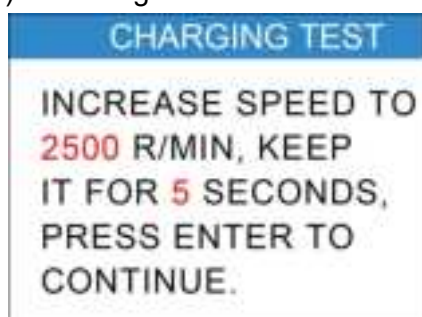 CHARGING TEST
INCREASE SPEED TO
2500 R/MIN, KEEP
IT FOR 5 SECONDS,
PRESS ENTER TO
CONTINUE.